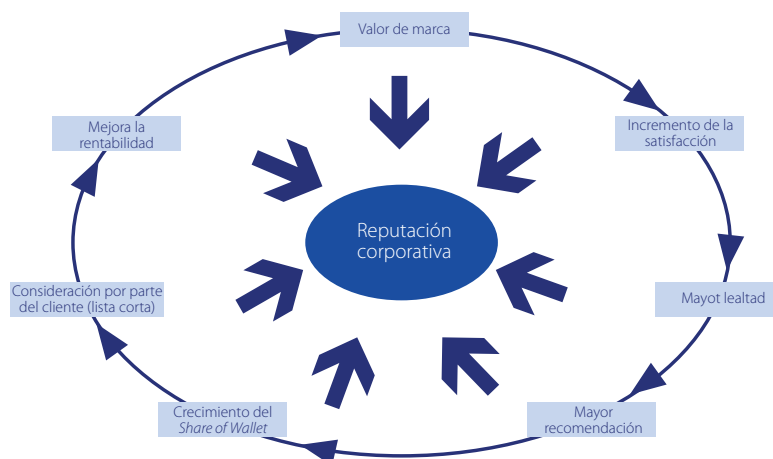 Valor de marca
Incremento de la
satisfacción
Mayot lealtad
Mayor
recomendación
Crecimiento del
Share of Wallet
Consideración por parte
del cliente (lista corta)
Mejora la
rentabilidad
Reputación
corporativa